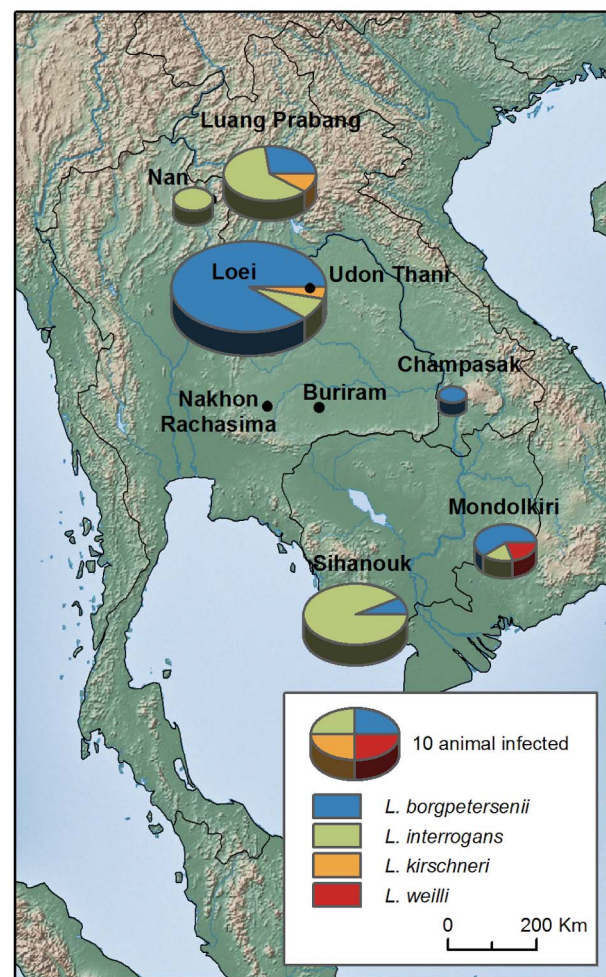 Luang Prabang
Nan
Loei
Udon Thani
Champasak
Nakhon
Rachasima
Buriram
Mondolkiri
Sihanouk
10 animal infected
L. borgpetersenii
L. interrogans
L. kirschneri
L. weilli
0 200 Km